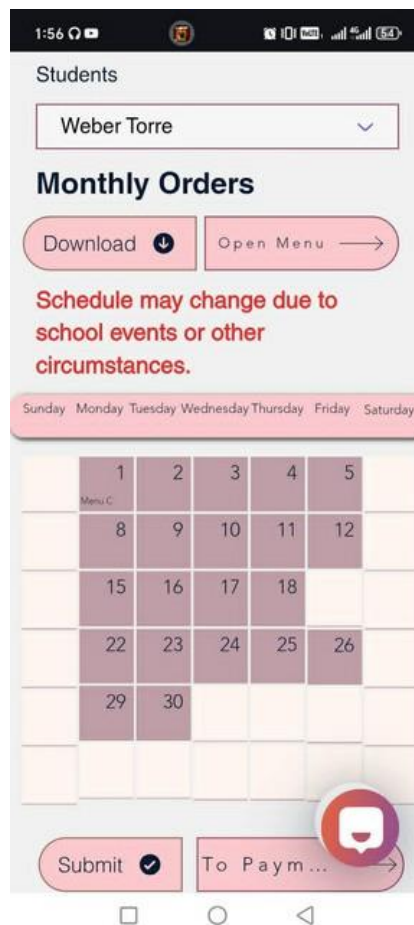 1:56
54
Students
Weber Torre
Monthly Orders
Download
Open Menu
Schedule may change due to
school events or other
circumstances.
Sunday Monday Tuesday Wednesday Thursday Friday Saturday
1 2 3 4 5
Menu C
8 9 10 11 12
15 16 17 18
22 23 24 25 26
29 30
Submit
To Paym...